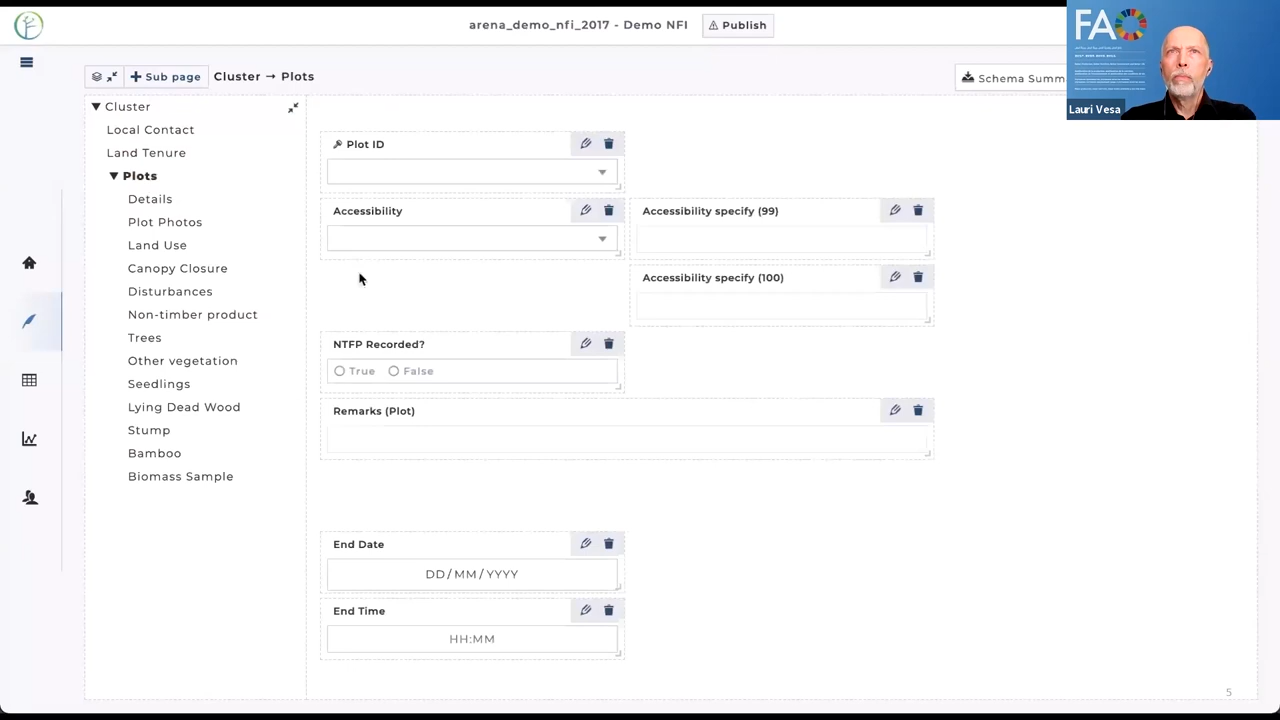 arena_demo_nfi_2017 - Demo NFI
Publish
FAO
Lauri Vesa
Sub page
Cluster → Plots
Schema Summ
Cluster
Local Contact
Land Tenure
Plots
Details
Plot Photos
Land Use
Canopy Closure
Disturbances
Non-timber product
Trees
Other vegetation
Seedlings
Lying Dead Wood
Stump
Bamboo
Biomass Sample
Plot ID
Accessibility
Accessibility specify (99)
Accessibility specify (100)
NTFP Recorded?
True False
Remarks (Plot)
End Date
DD/MM/YYYY
End Time
HH:MM
5